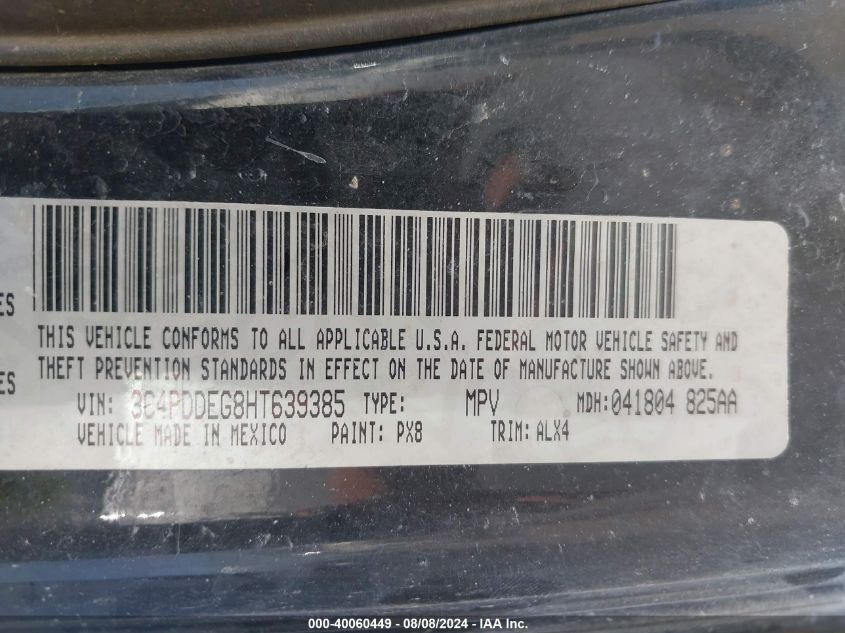 ES
THIS VEHICLE CONFORMS TO ALL APPLICABLE U.S.A. FEDERAL MOTOR VEHICLE SAFETY AND
THEFT PREVENTION STANDARDS IN EFFECT ON THE DATE OF MANUFACTURE SHOWN ABOVE.
ES
VIN: 3C4PDDEG8HT639385 TYPE: MPV MDH:041804 825AA
VEHICLE MADE IN MEXICO PAINT: PX8 TRIM: ALX4
000-40060449 - 08/08/2024 - IAA Inc.